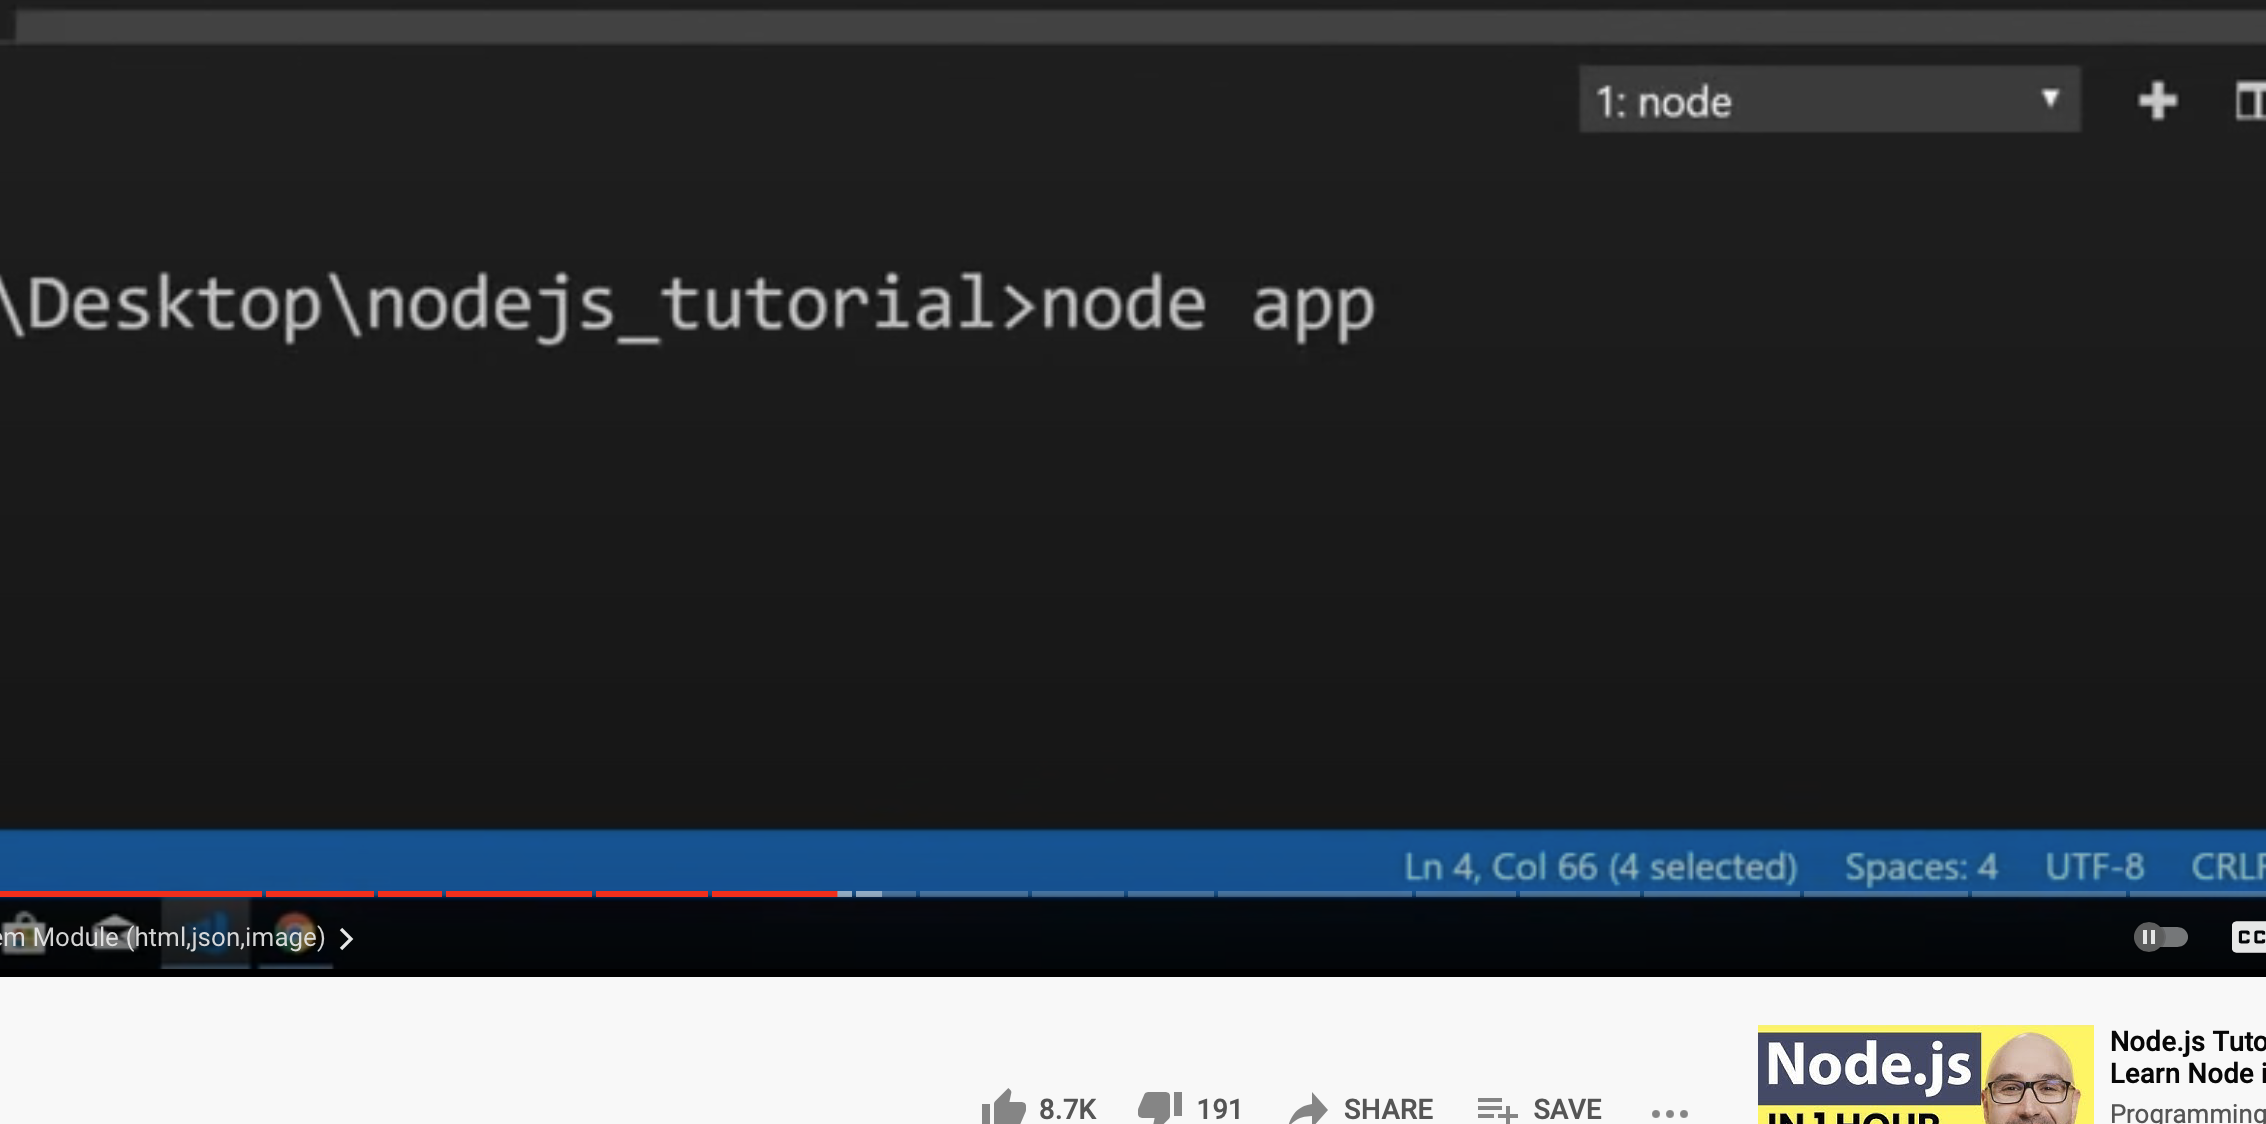 1: node
\Desktop\nodejs_tutorial>node app
Ln 4, Col 66 (4 selected) Spaces: 4 UTF-8 CRLF
em Module (html,json,image)
CC
8.7K 191 SHARE SAVE
Node.js
IN 1 HOUR
Node.js Tuto
Learn Node i
Programming